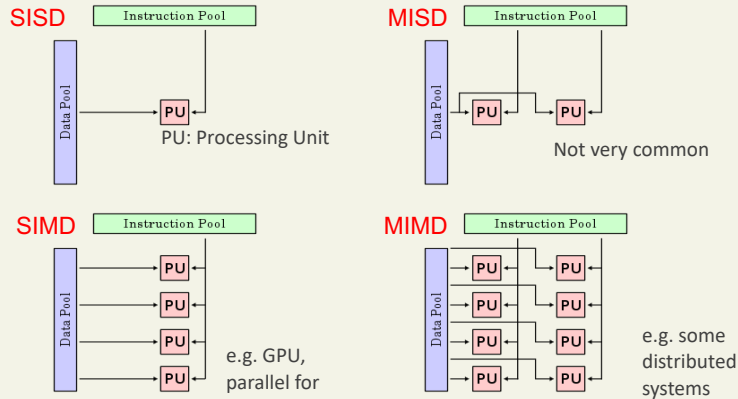 SISD
Instruction Pool
Data Pool
PU
PU: Processing Unit
MISD
Instruction Pool
Data Pool
PU
PU
Not very common
SIMD
Instruction Pool
Data Pool
PU
PU
PU
PU
e.g. GPU,
parallel for
MIMD
Instruction Pool
Data Pool
PU
PU
PU
PU
PU
PU
PU
PU
e.g. some
distributed
systems